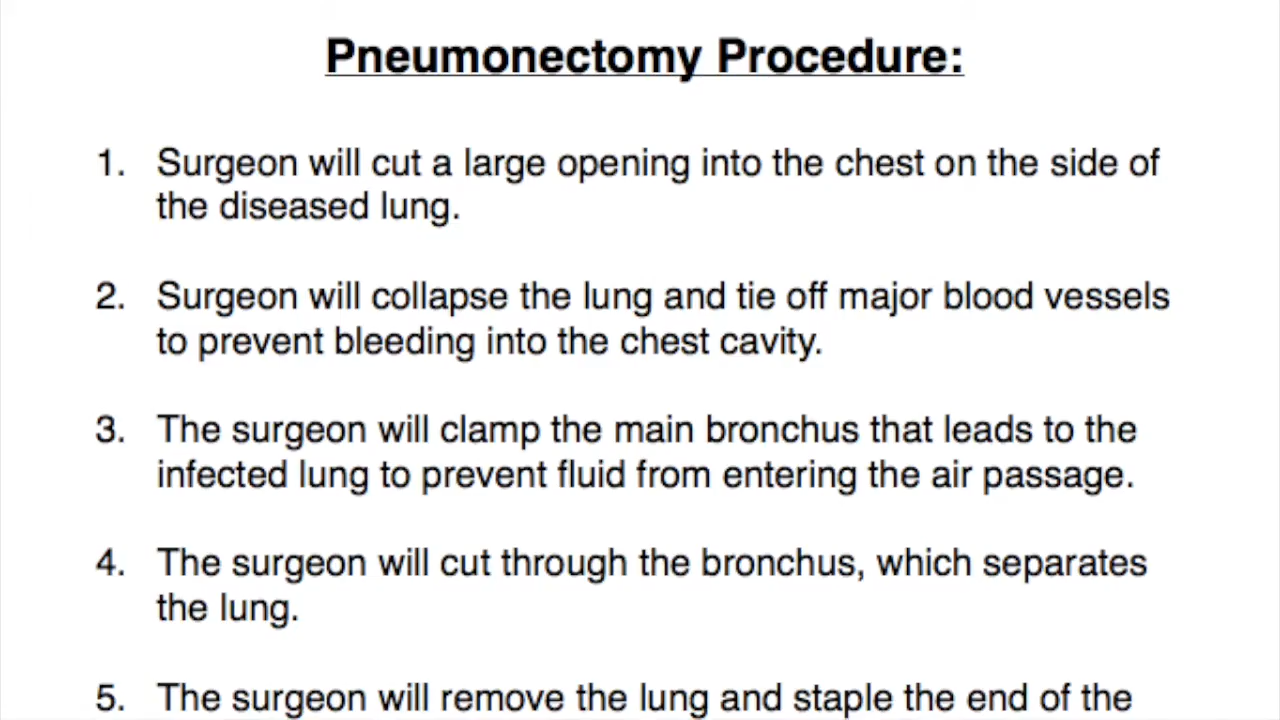 Pneumonectomy Procedure:
1. Surgeon will cut a large opening into the chest on the side of
the diseased lung.
2. Surgeon will collapse the lung and tie off major blood vessels
to prevent bleeding into the chest cavity.
3. The surgeon will clamp the main bronchus that leads to the
infected lung to prevent fluid from entering the air passage.
4. The surgeon will cut through the bronchus, which separates
the lung.
5. The surgeon will remove the lung and staple the end of the